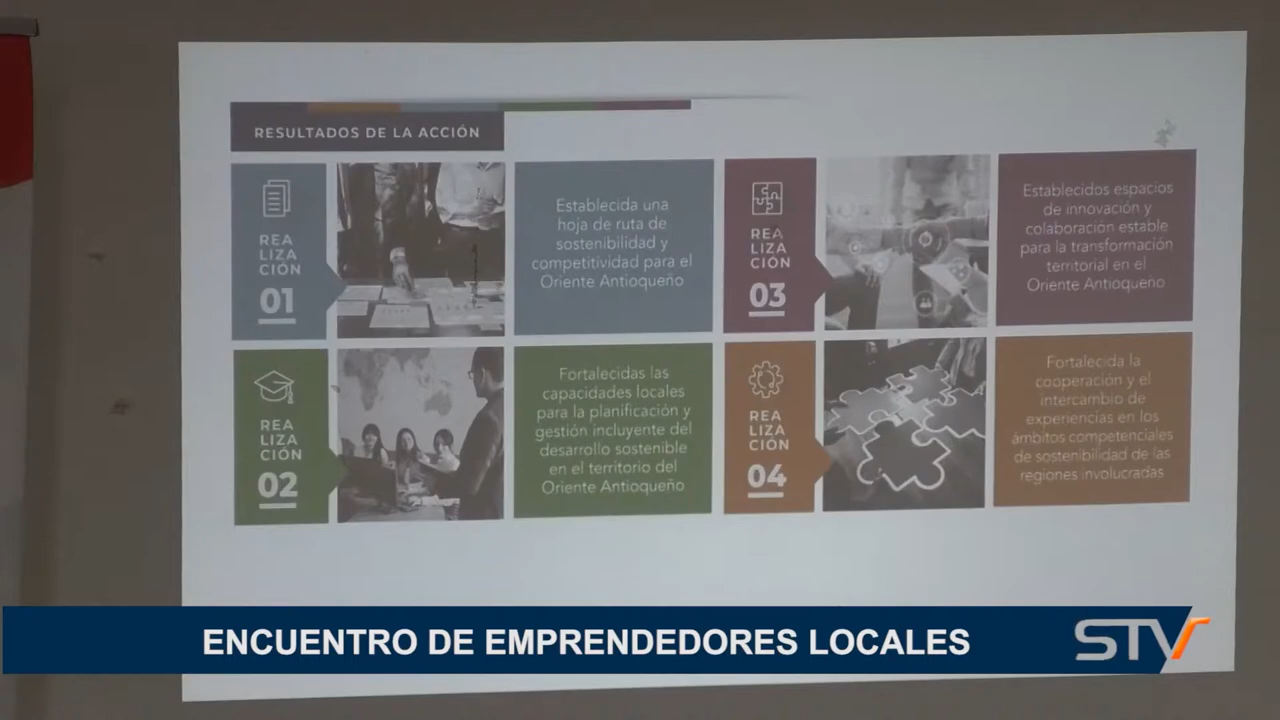 RESULTADOS DE LA ACCIÓN
REA
LIZA
CIÓN
01
Establecida una
hoja de ruta de
sostenibilidad y
competitividad para el
Oriente Antioqueño
REA
LIZA
CIÓN
03
Establecidos espacios
de innovación y
colaboración estable
para la transformación
territorial en el
Oriente Antioqueño
REA
LIZA
CIÓN
02
Fortalecidas las
capacidades locales
para la planificación y
gestión incluyente del
desarrollo sostenible
en el territorio del
Oriente Antioqueño
REA
LIZA
CIÓN
04
Fortalecida la
cooperación y el
intercambio de
experiencias en los
ámbitos competenciales
de sostenibilidad de las
regiones involucradas
ENCUENTRO DE EMPRENDEDORES LOCALES
STV